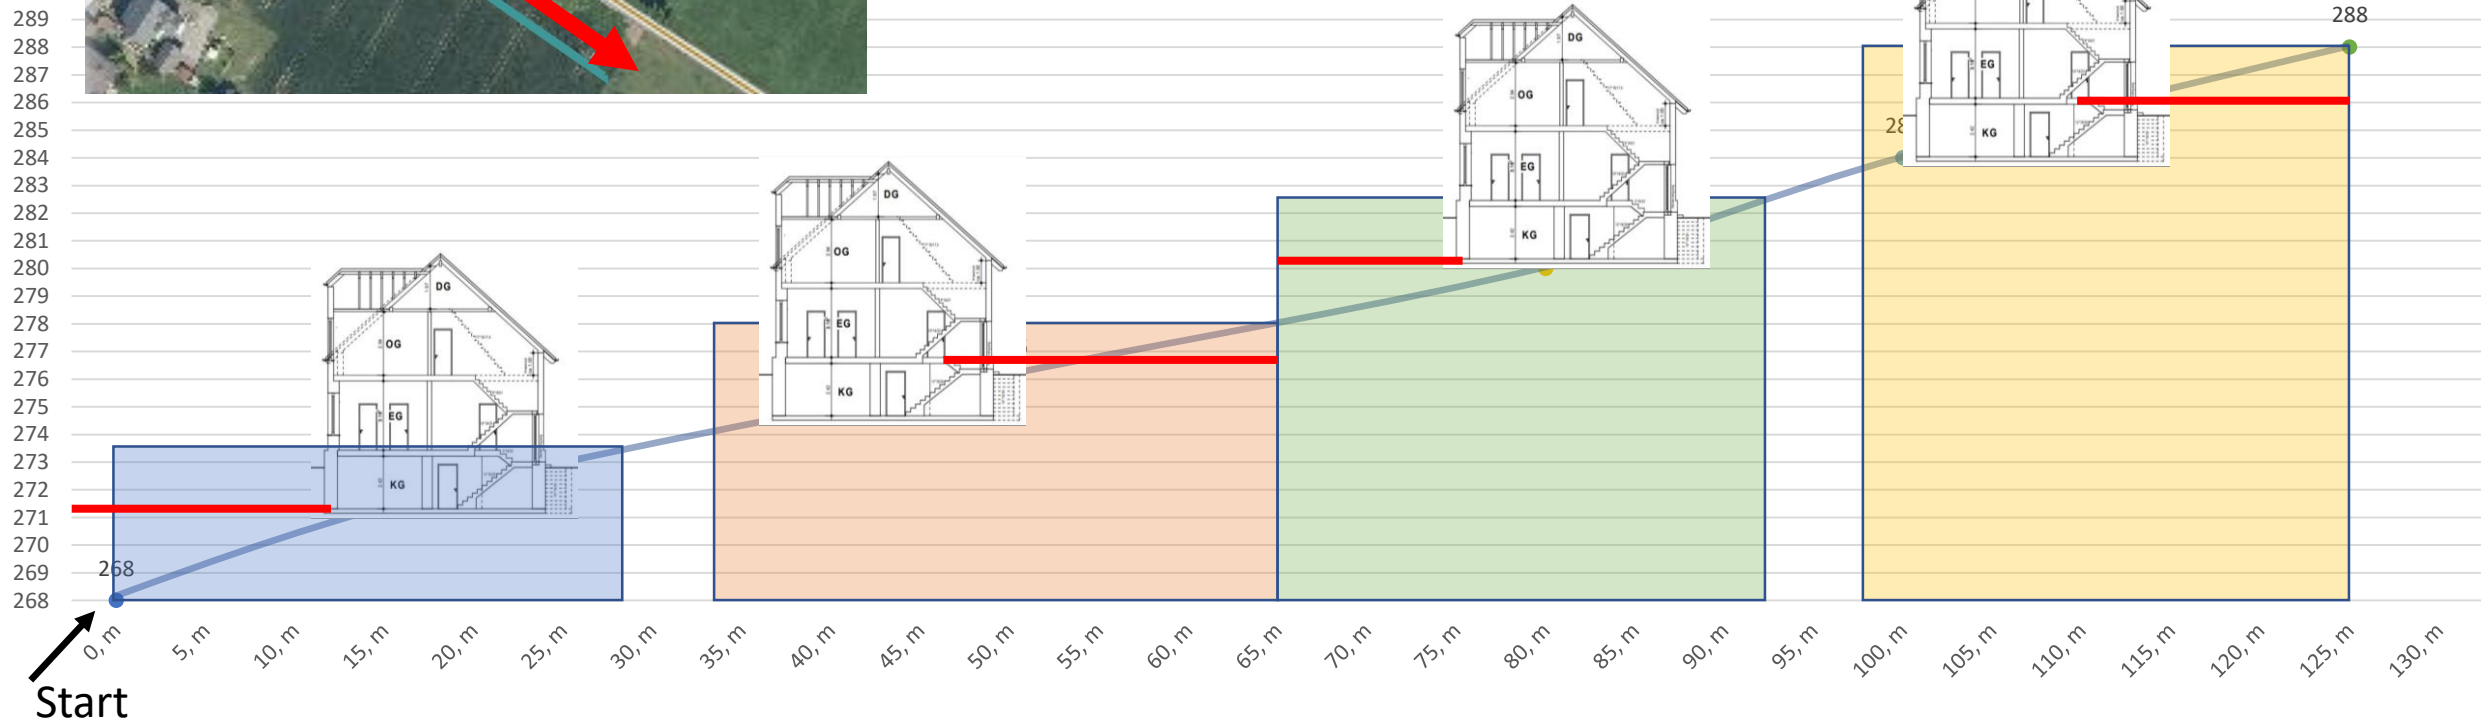 289
288
287
286
285
284
283
282
281
280
279
278
277
276
275
274
273
272
271
270
269
268
288
28
268
DG
OG
EG
KG
DG
OG
EG
KG
DG
OG
EG
KG
EG
KG
0, m
5, m
10, m
15, m
20, m
25, m
30, m
35, m
40, m
45, m
50, m
55, m
60, m
65, m
70, m
75, m
80, m
85, m
90, m
95, m
100, m
105, m
110, m
115, m
120, m
125, m
130, m
Start